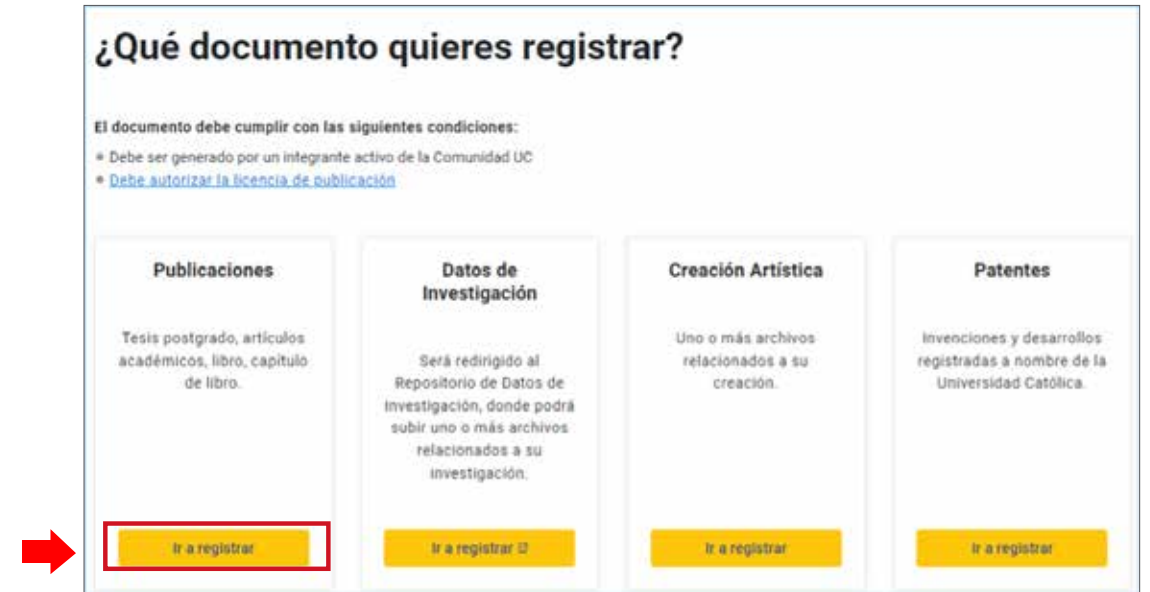 ¿Qué documento quieres registrar?
El documento debe cumplir con las siguientes condiciones:
• Debe ser generado por un integrante activo de la Comunidad UC
• Debe autorizar la licencia de publicación
Publicaciones
Tesis postgrado, artículos
académicos, libro, capítulo
de libro.
Ir a registrar
Datos de
Investigación
Será redirigido al
Repositorio de Datos de
Investigación, donde podrá
subir uno o más archivos
relacionados a su
investigación.
Ir a registrar
Creación Artística
Uno o más archivos
relacionados a su
creación.
Ir a registrar
Patentes
Invenciones y desarrollos
registradas a nombre de la
Universidad Católica.
Ir a registrar